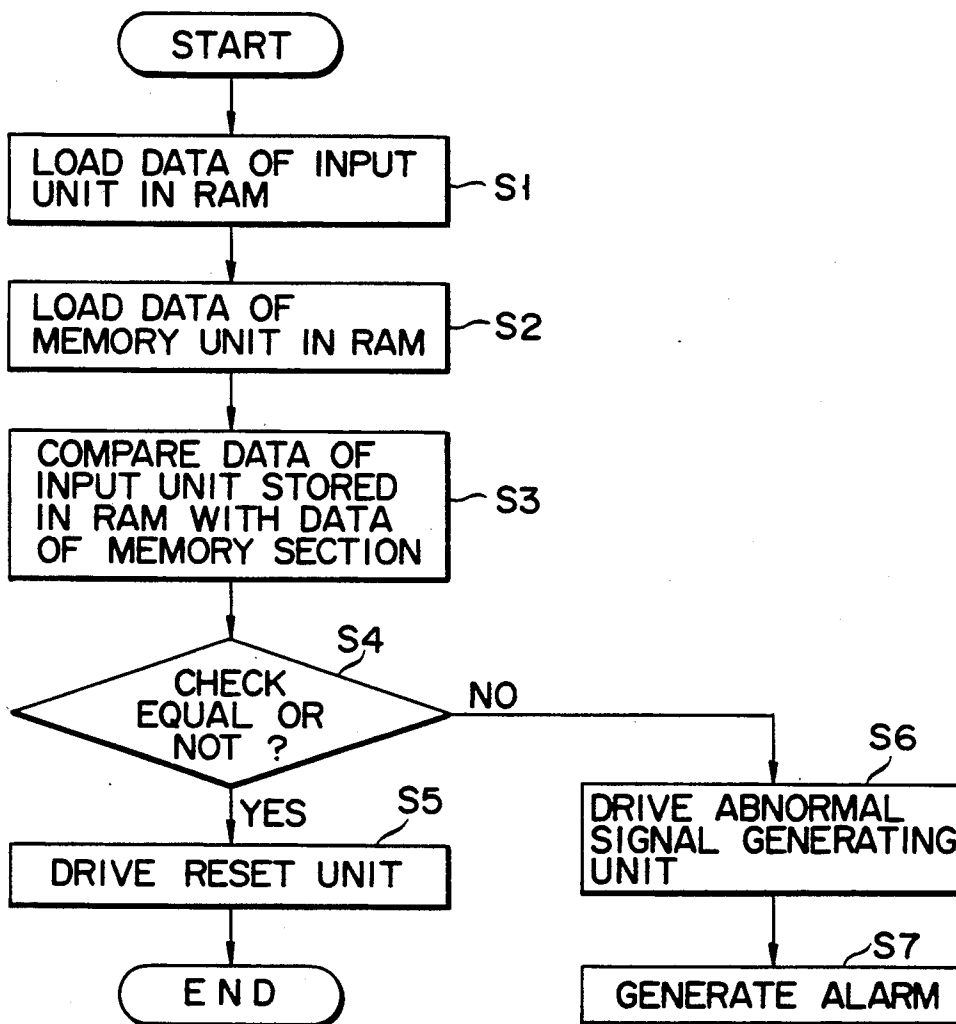 START
LOAD DATA OF INPUT
UNIT IN RAM
S1
LOAD DATA OF
MEMORY UNIT IN RAM
S2
COMPARE DATA OF
INPUT UNIT STORED
IN RAM WITH DATA
OF MEMORY SECTION
S3
S4
CHECK
EQUAL OR
NOT ?
NO
YES
S5
DRIVE RESET UNIT
END
S6
DRIVE ABNORMAL
SIGNAL GENERATING
UNIT
S7
GENERATE ALARM